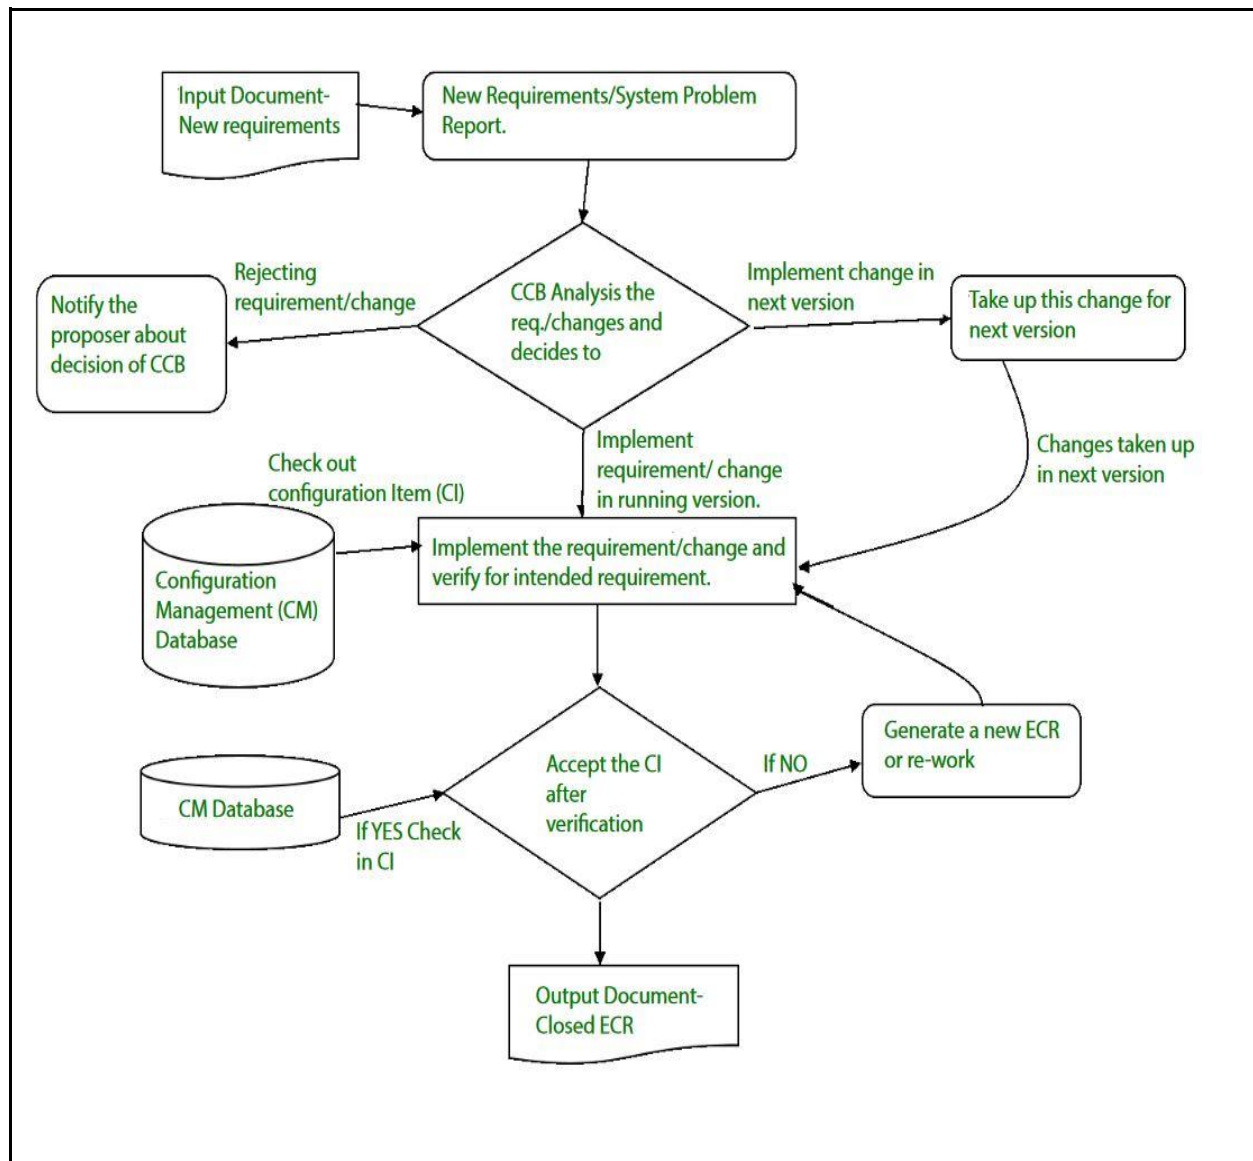 Input Document-
New requirements
New Requirements/System Problem
Report.
Rejecting
requirement/change
CCB Analysis the
req./changes and
decides to
Implement change in
next version
Take up this change for
next version
Notify the
proposer about
decision of CCB
Implement
requirement/ change
in running version.
Changes taken up
in next version
Check out
configuration Item (CI)
Configuration
Management (CM)
Database
Implement the requirement/change and
verify for intended requirement.
Generate a new ECR
or re-work
Accept the CI
after
verification
If NO
CM Database
If YES Check
in CI
Output Document-
Closed ECR